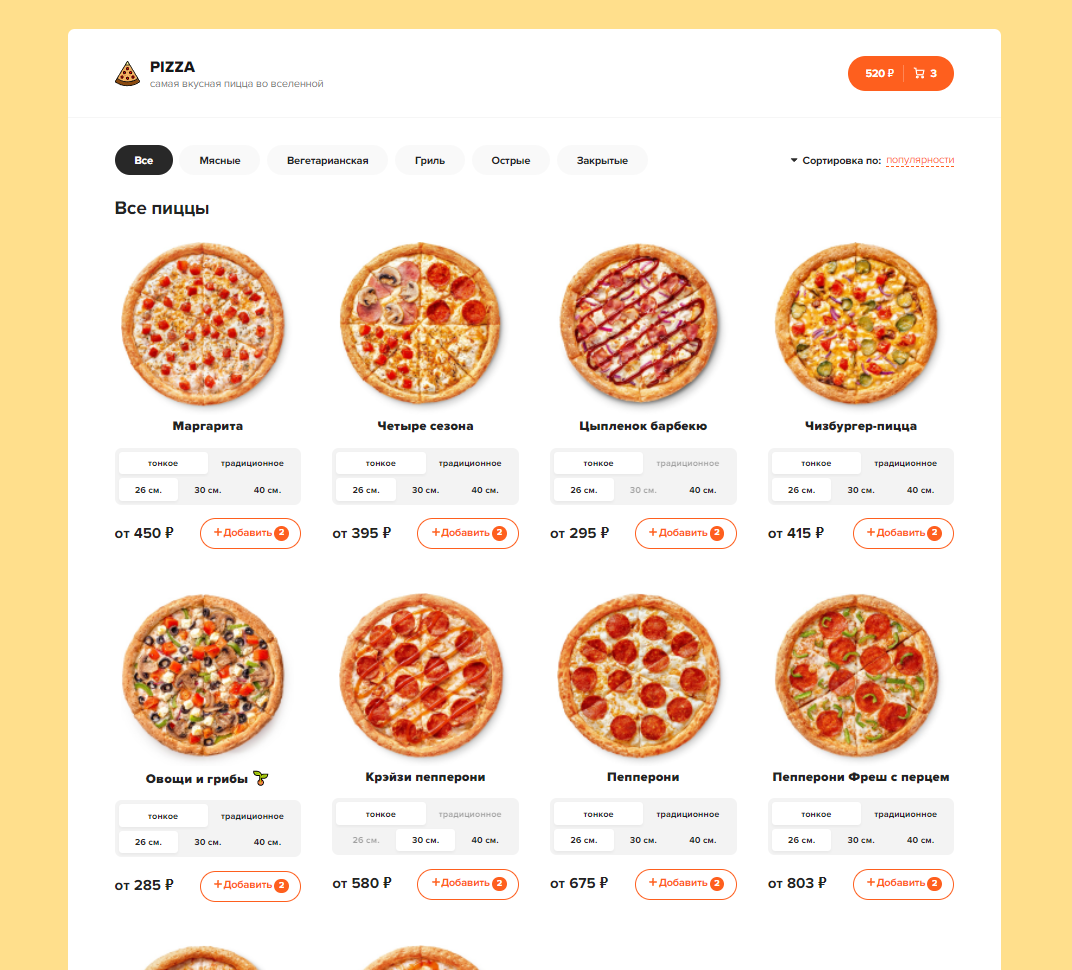 PIZZA
самая вкусная пицца во вселенной
520 ₽ 3
Все Мясные Вегетарианская Гриль Острые Закрытые Сортировка по: популярности
Все пиццы
Маргарита Четыре сезона Цыпленок барбекю Чизбургер-пицца
тонкое традиционное тонкое традиционное тонкое традиционное тонкое традиционное
26 см. 30 см. 40 см. 26 см. 30 см. 40 см. 26 см. 30 см. 40 см. 26 см. 30 см. 40 см.
от 450 ₽ +Добавить 2 от 395 ₽ +Добавить 2 от 295 ₽ +Добавить 2 от 415 ₽ +Добавить 2
Овощи и грибы 🌱 Крэйзи пепперони Пепперони Пепперони Фреш с перцем
тонкое традиционное тонкое традиционное тонкое традиционное тонкое традиционное
26 см. 30 см. 40 см. 26 см. 30 см. 40 см. 26 см. 30 см. 40 см. 26 см. 30 см. 40 см.
от 285 ₽ +Добавить 2 от 580 ₽ +Добавить 2 от 675 ₽ +Добавить 2 от 803 ₽ +Добавить 2